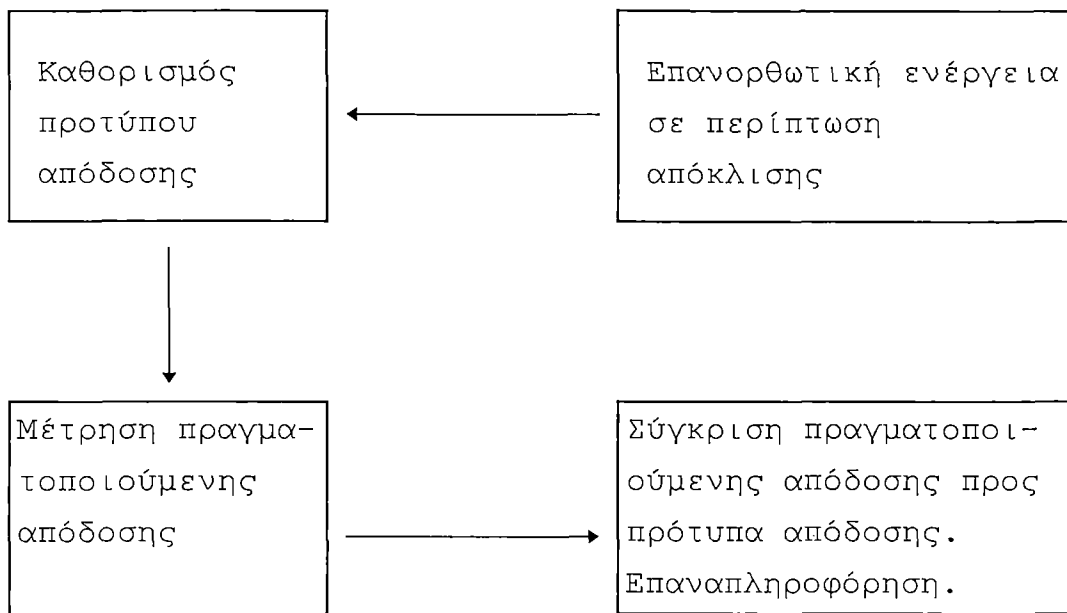 Καθορισμός
προτύπου
απόδοσης
Επανορθωτική ενέργεια
σε περίπτωση
απόκλισης
Μέτρηση πραγμα-
τοποιούμενης
απόδοσης
Σύγκριση πραγματοποι-
ούμενης απόδοσης προς
πρότυπα απόδοσης.
Επαναπληροφόρηση.